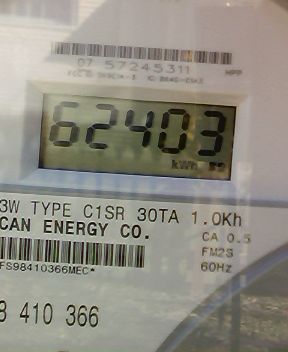 07 57245311 HPP
62403
kWh
3W TYPE C1SR 30TA 1.0Kh
CAN ENERGY CO. CA 0.5
FM2S
FS98410366MEC* 60Hz
8 410 366